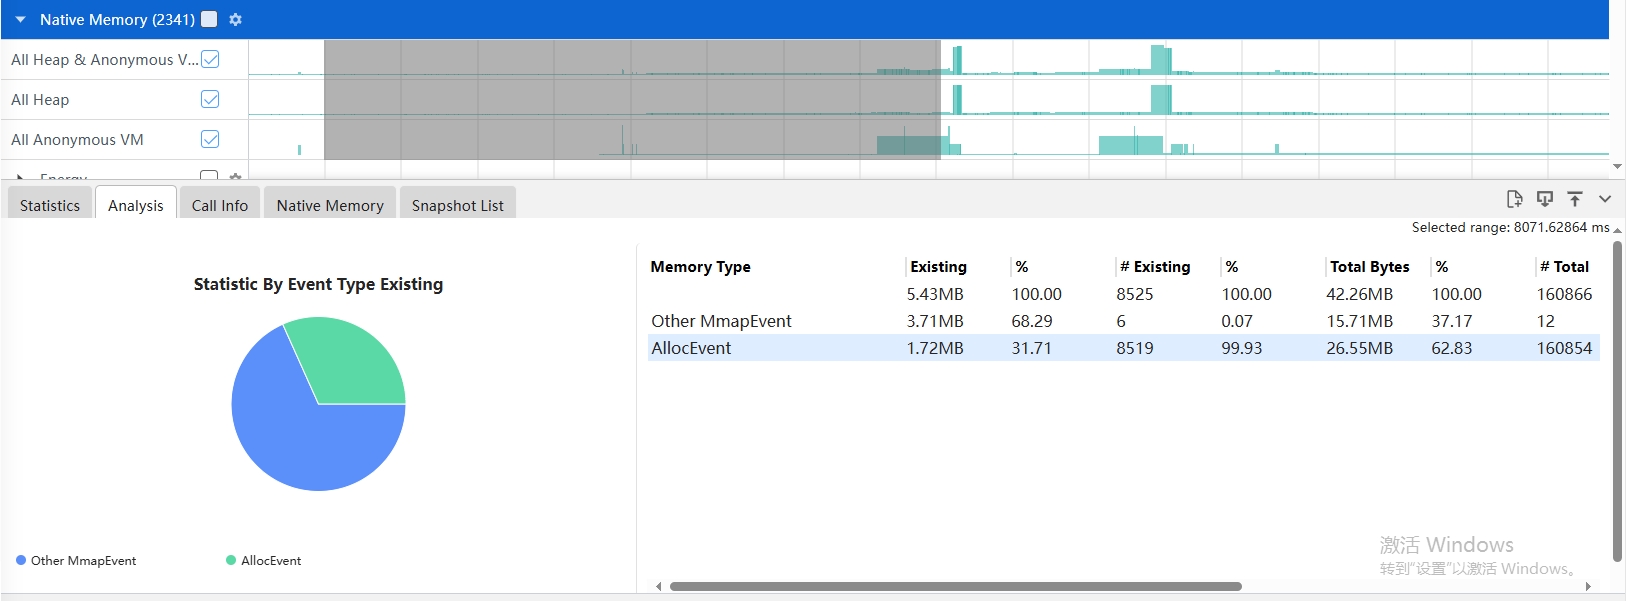 Native Memory (2341)
All Heap & Anonymous V...
All Heap
All Anonymous VM
Energy
Statistics Analysis Call Info Native Memory Snapshot List
Selected range: 8071.62864 ms
Statistic By Event Type Existing
Other MmapEvent AllocEvent
Memory Type Existing % # Existing % Total Bytes % # Total
5.43MB 100.00 8525 100.00 42.26MB 100.00 160866
Other MmapEvent 3.71MB 68.29 6 0.07 15.71MB 37.17 12
AllocEvent 1.72MB 31.71 8519 99.93 26.55MB 62.83 160854
激活 Windows
转到"设置"以激活 Windows。